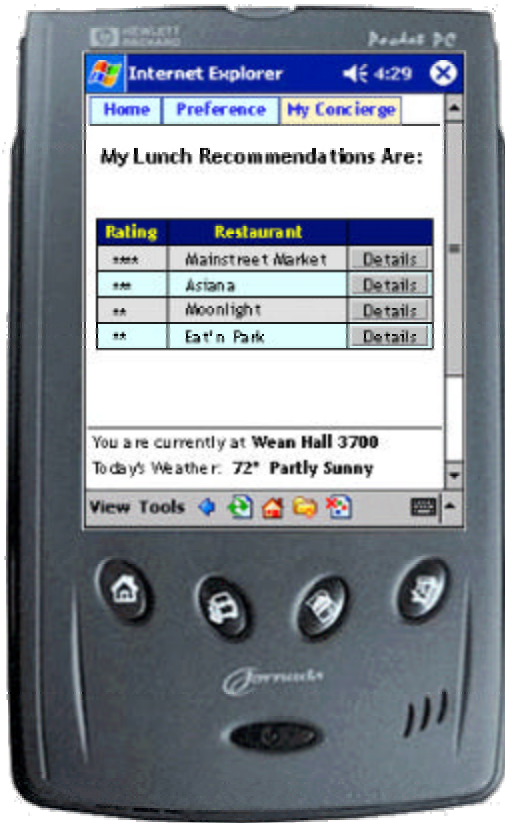 hp HEWLETT
PACKARD
Pocket PC
Internet Explorer 4:29
Home Preference My Concierge
My Lunch Recommendations Are:
Rating Restaurant
**** Mainstreet Market Details
*** Asiana Details
** Moonlight Details
** Eat'n Park Details
You are currently at Wean Hall 3700
Today's Weather: 72° Partly Sunny
View Tools
Jornada